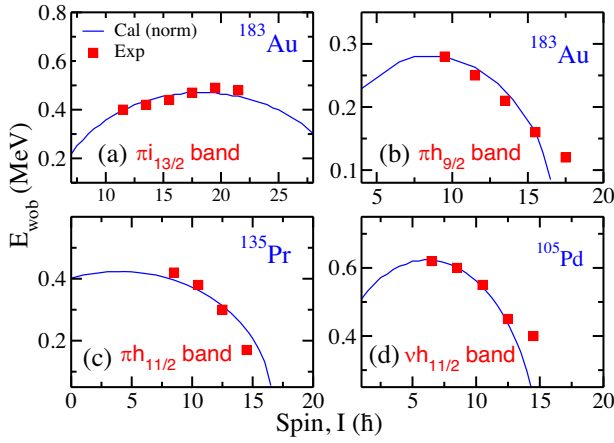 E_wob (MeV)
Cal (norm)
Exp
¹⁸³Au
0.8
0.6
0.4
0.2
(a) πi₁₃/₂ band
10 15 20 25
¹⁸³Au
0.3
0.2
0.1
(b) πh₉/₂ band
5 10 15 20
¹³⁵Pr
0.4
0.2
(c) πh₁₁/₂ band
0 5 10 15 20
¹⁰⁵Pd
0.6
0.4
(d) νh₁₁/₂ band
5 10 15 20
Spin, I (ħ)